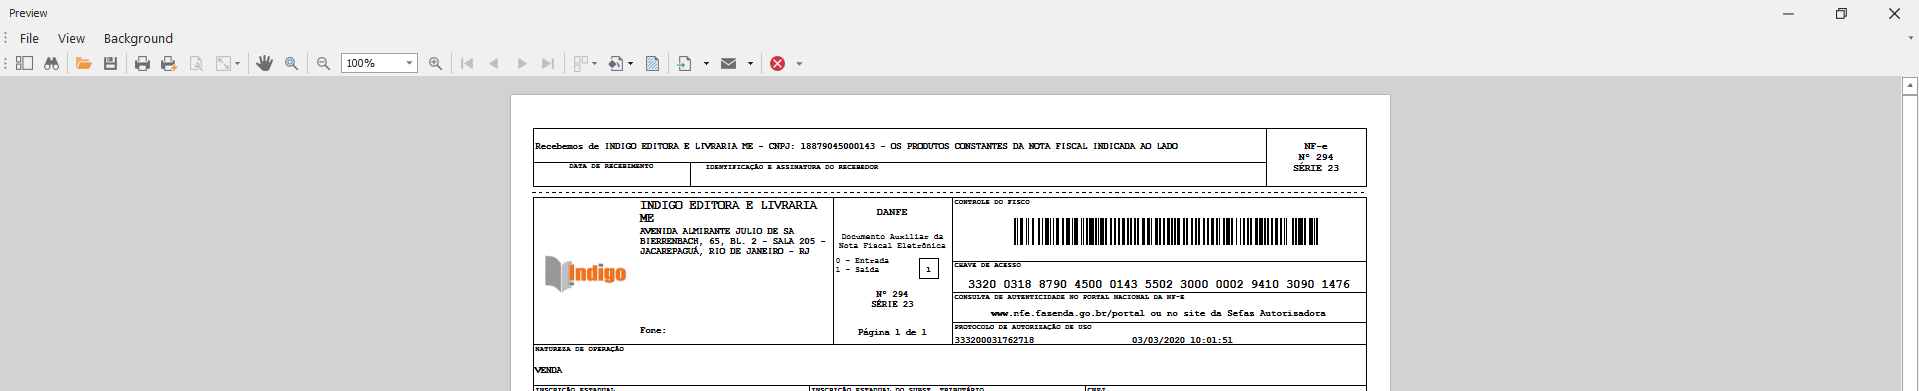 Preview
File View Background
100%
Recebemos de INDIGO EDITORA E LIVRARIA ME - CNPJ: 18879045000143 - OS PRODUTOS CONSTANTES DA NOTA FISCAL INDICADA AO LADO
NF-e
Nº 294
SÉRIE 23
DATA DE RECEBIMENTO
IDENTIFICAÇÃO E ASSINATURA DO RECEBEDOR
Indigo
INDIGO EDITORA E LIVRARIA
ME
AVENIDA ALMIRANTE JULIO DE SA
BIERRENBACH, 65, BL. 2 - SALA 205 -
JACAREPAGUÁ, RIO DE JANEIRO - RJ
Fone:
DANFE
Documento Auxiliar da
Nota Fiscal Eletrônica
0 - Entrada
1 - Saída
1
Nº 294
SÉRIE 23
Página 1 de 1
CONTROLE DO FISCO
CHAVE DE ACESSO
3320 0318 8790 4500 0143 5502 3000 0002 9410 3090 1476
CONSULTA DE AUTENTICIDADE NO PORTAL NACIONAL DA NF-E
www.nfe.fazenda.go.br/portal ou no site da Sefaz Autorizadora
PROTOCOLO DE AUTORIZAÇÃO DE USO
333200031762718 03/03/2020 10:01:51
NATUREZA DE OPERAÇÃO
VENDA
INSCRIÇÃO ESTADUAL
INSCRIÇÃO ESTADUAL DO SUBST. TRIBUTÁRIO
CNPJ